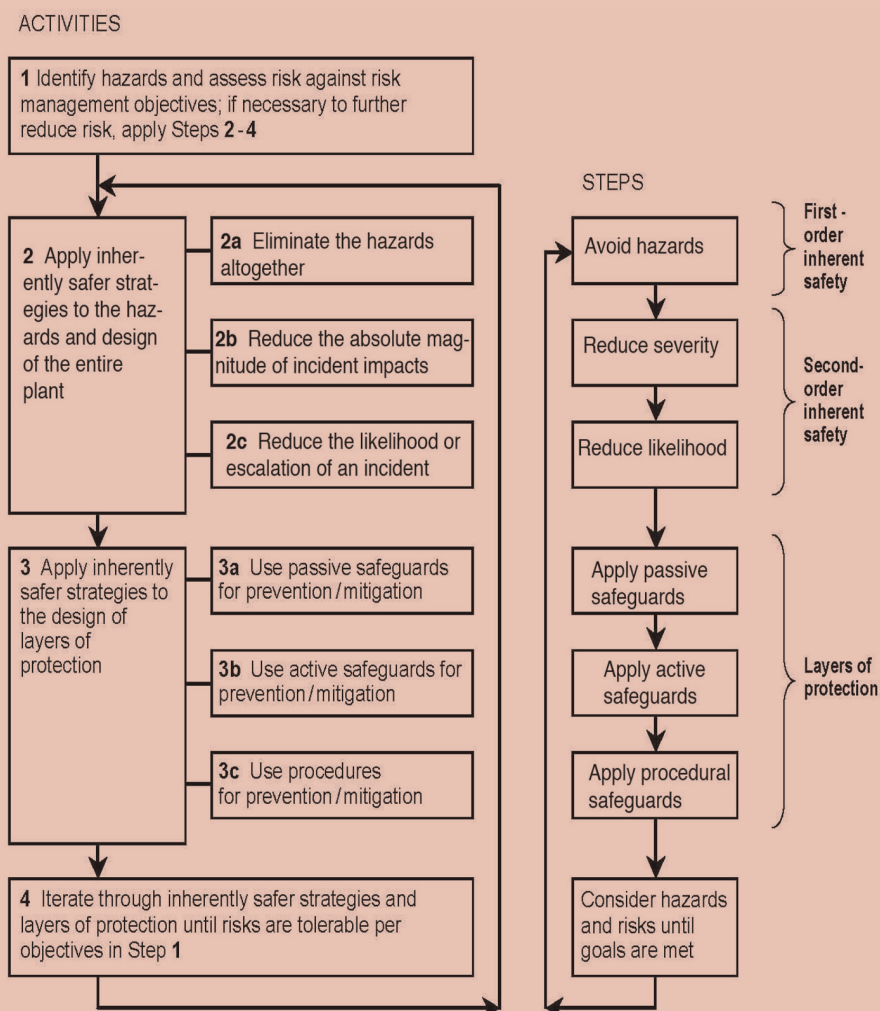 ACTIVITIES
1 Identify hazards and assess risk against risk
management objectives; if necessary to further
reduce risk, apply Steps 2-4
2 Apply inher-
ently safer strat-
egies to the haz-
ards and design
of the entire
plant
2a Eliminate the hazards
altogether
2b Reduce the absolute mag-
nitude of incident impacts
2c Reduce the likelihood or
escalation of an incident
3 Apply inherently
safer strategies to
the design of
layers of
protection
3a Use passive safeguards
for prevention/mitigation
3b Use active safeguards for
prevention/mitigation
3c Use procedures
for prevention/mitigation
4 Iterate through inherently safer strategies and
layers of protection until risks are tolerable per
objectives in Step 1
STEPS
Avoid hazards
Reduce severity
Reduce likelihood
Apply passive
safeguards
Apply active
safeguards
Apply procedural
safeguards
Consider hazards
and risks until
goals are met
First-
order
inherent
safety
Second-
order
inherent
safety
Layers of
protection